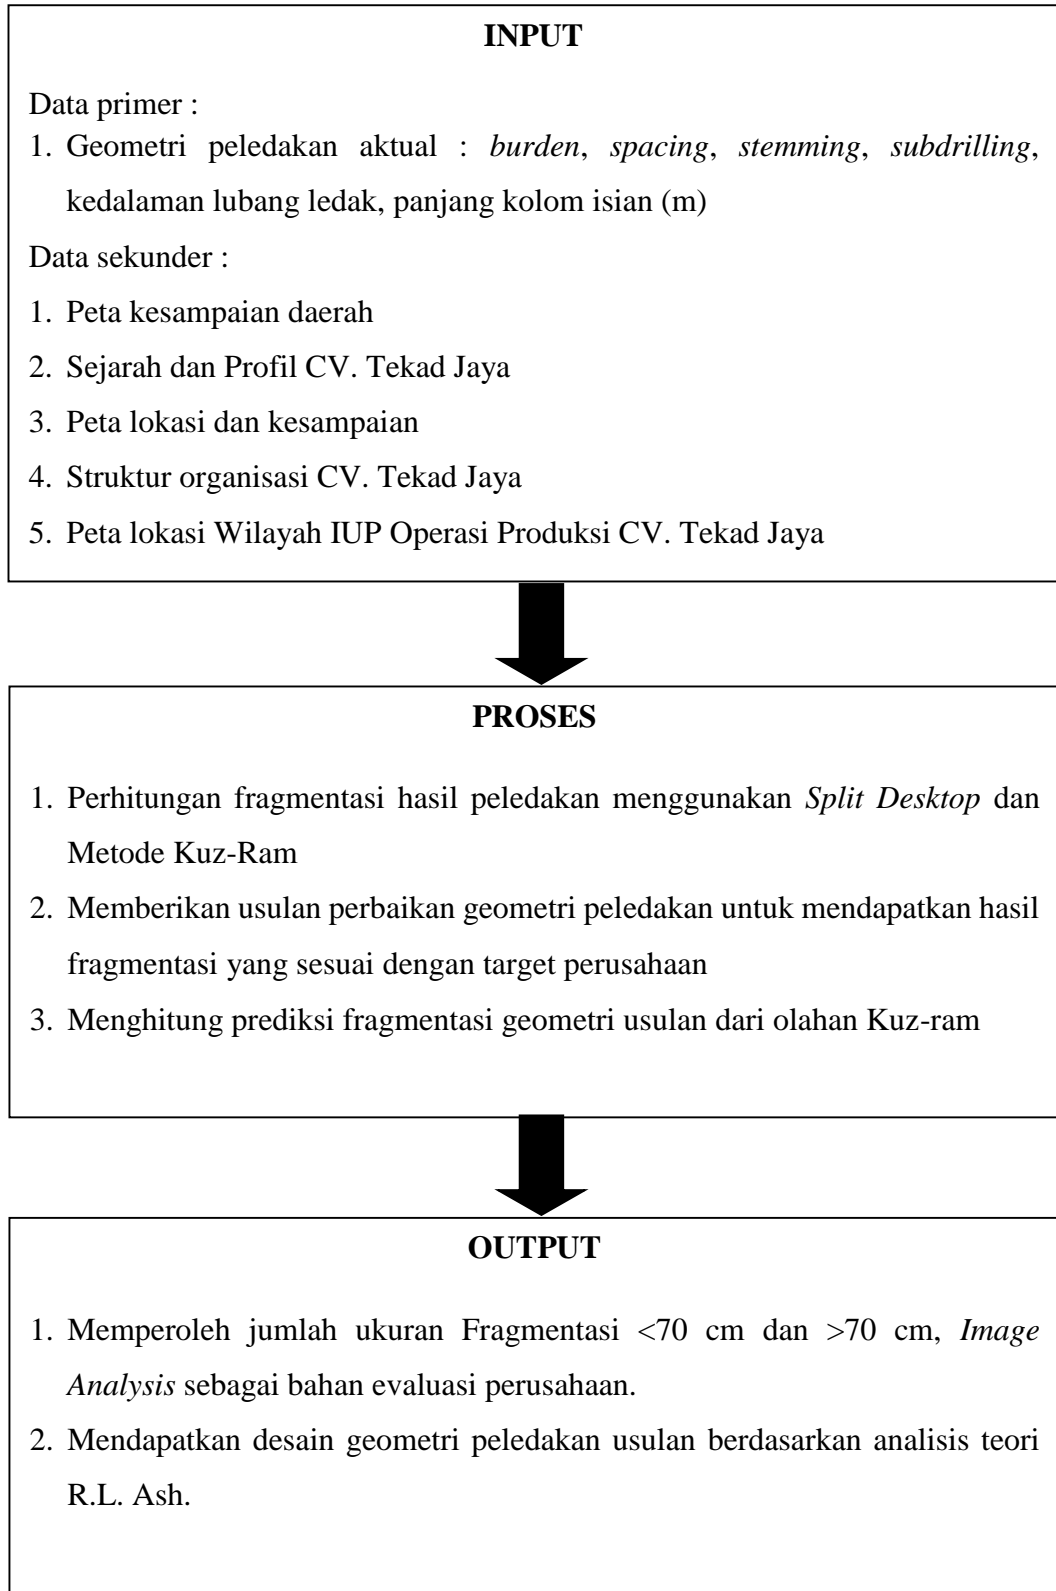 INPUT
Data primer :
1. Geometri peledakan aktual : burden, spacing, stemming, subdrilling,
kedalaman lubang ledak, panjang kolom isian (m)
Data sekunder :
1. Peta kesampaian daerah
2. Sejarah dan Profil CV. Tekad Jaya
3. Peta lokasi dan kesampaian
4. Struktur organisasi CV. Tekad Jaya
5. Peta lokasi Wilayah IUP Operasi Produksi CV. Tekad Jaya
PROSES
1. Perhitungan fragmentasi hasil peledakan menggunakan Split Desktop dan
Metode Kuz-Ram
2. Memberikan usulan perbaikan geometri peledakan untuk mendapatkan hasil
fragmentasi yang sesuai dengan target perusahaan
3. Menghitung prediksi fragmentasi geometri usulan dari olahan Kuz-ram
OUTPUT
1. Memperoleh jumlah ukuran Fragmentasi <70 cm dan >70 cm, Image
Analysis sebagai bahan evaluasi perusahaan.
2. Mendapatkan desain geometri peledakan usulan berdasarkan analisis teori
R.L. Ash.